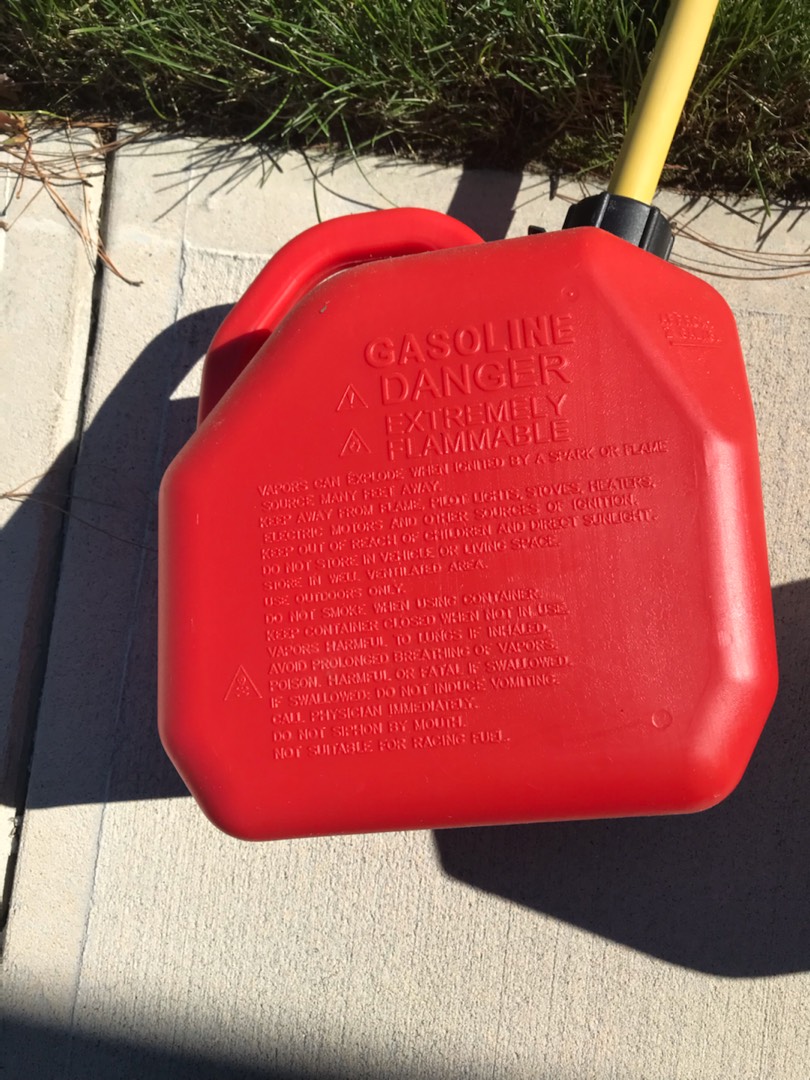 GASOLINE
DANGER
EXTREMELY
FLAMMABLE
VAPORS CAN EXPLODE WHEN IGNITED BY A SPARK OR FLAME
SOURCE MANY FEET AWAY.
KEEP AWAY FROM FLAME, PILOT LIGHTS, STOVES, HEATERS,
ELECTRIC MOTORS AND OTHER SOURCES OF IGNITION.
KEEP OUT OF REACH OF CHILDREN AND DIRECT SUNLIGHT.
DO NOT STORE IN VEHICLE OR LIVING SPACE.
STORE IN WELL VENTILATED AREA.
USE OUTDOORS ONLY.
DO NOT SMOKE WHEN USING CONTAINER.
KEEP CONTAINER CLOSED WHEN NOT IN USE.
VAPORS HARMFUL TO LUNGS IF INHALED.
AVOID PROLONGED BREATHING OF VAPORS.
POISON. HARMFUL OR FATAL IF SWALLOWED.
IF SWALLOWED: DO NOT INDUCE VOMITING.
CALL PHYSICIAN IMMEDIATELY.
DO NOT SIPHON BY MOUTH.
NOT SUITABLE FOR RACING FUEL.